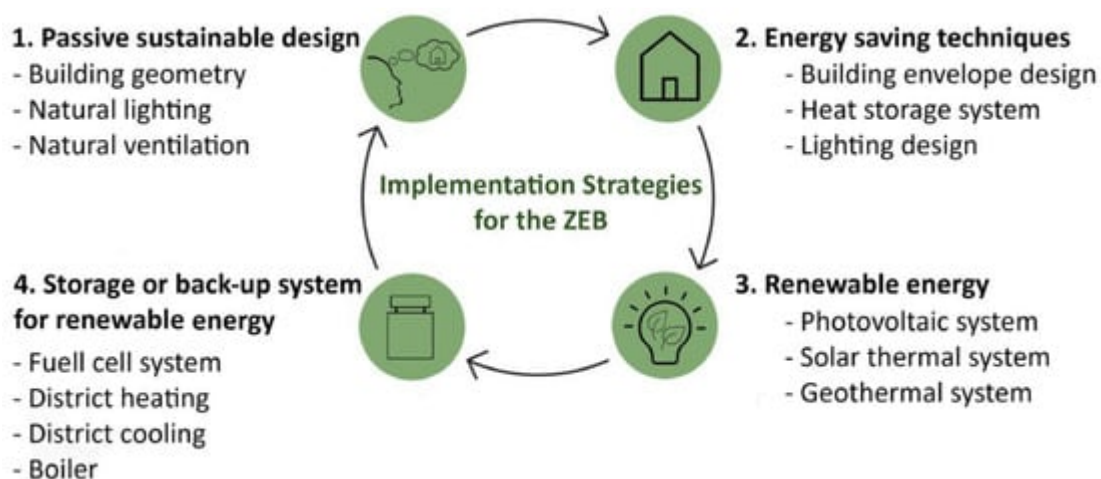 1. Passive sustainable design
- Building geometry
- Natural lighting
- Natural ventilation
2. Energy saving techniques
- Building envelope design
- Heat storage system
- Lighting design
Implementation Strategies
for the ZEB
3. Renewable energy
- Photovoltaic system
- Solar thermal system
- Geothermal system
4. Storage or back-up system
for renewable energy
- Fuell cell system
- District heating
- District cooling
- Boiler